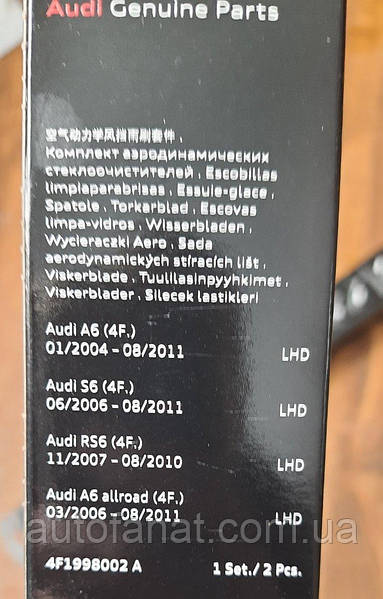 Audi Genuine Parts
空气动力学风挡雨刷套件 ,
Комплект аэродинамических
стеклоочистителей , Escobillas
limpiaparabrisas , Essuie-glace ,
Spatole , Torkarblad , Escovas
limpa-vidros , Wisserbladen ,
Wycieraczki Aero , Sada
aerodynamických stíracích lišt ,
Viskerblade , Tuulilasinpyyhkimet ,
Viskerblader , Silecek lastikleri
Audi A6 (4F.)
01/2004 – 08/2011 LHD
Audi S6 (4F.)
06/2006 – 08/2011 LHD
Audi RS6 (4F.)
11/2007 – 08/2010 LHD
Audi A6 allroad (4F.)
03/2006 – 08/2011 LHD
autofanat.com.ua
4F1998002 A 1 Set./ 2 Pcs.